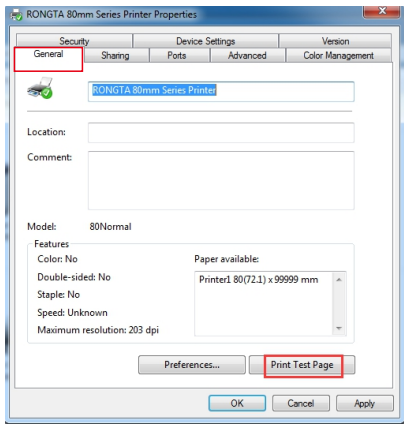 RONGTA 80mm Series Printer Properties
Security Device Settings Version
General Sharing Ports Advanced Color Management
RONGTA 80mm Series Printer
Location:
Comment:
Model: 80Normal
Features
Color: No Paper available:
Double-sided: No Printer1 80(72.1) x 99999 mm
Staple: No
Speed: Unknown
Maximum resolution: 203 dpi
Preferences... Print Test Page
OK Cancel Apply